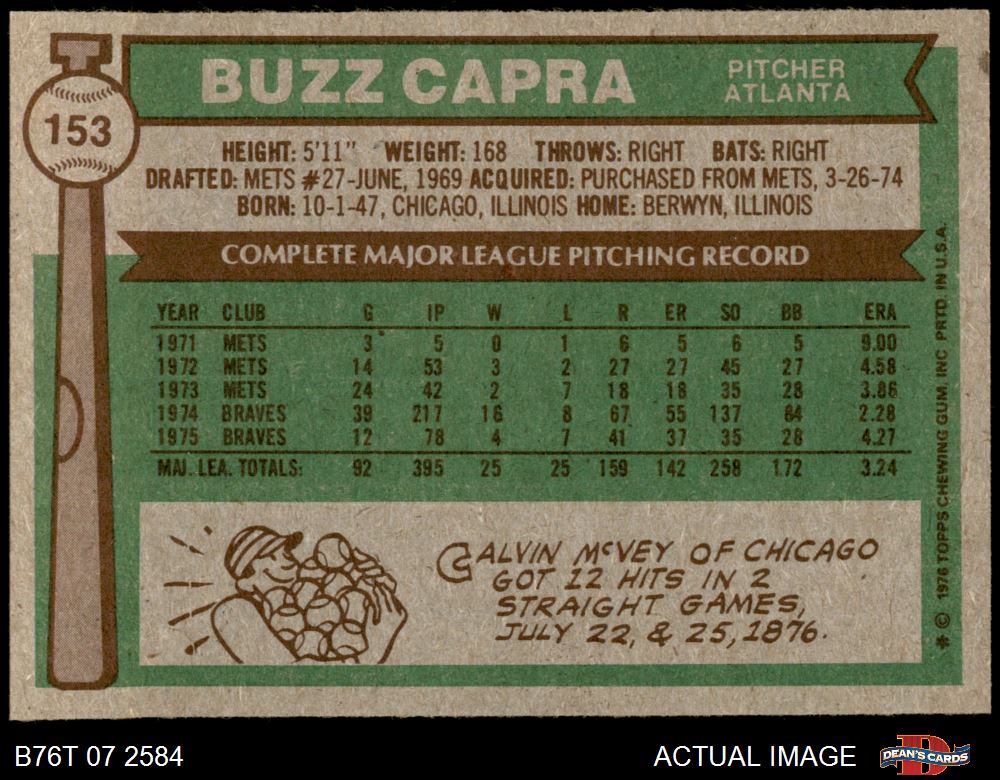 153
BUZZ CAPRA
PITCHER
ATLANTA
HEIGHT: 5'11" WEIGHT: 168 THROWS: RIGHT BATS: RIGHT
DRAFTED: METS #27-JUNE, 1969 ACQUIRED: PURCHASED FROM METS, 3-26-74
BORN: 10-1-47, CHICAGO, ILLINOIS HOME: BERWYN, ILLINOIS
COMPLETE MAJOR LEAGUE PITCHING RECORD
YEAR CLUB G IP W L R ER SO BB ERA
1971 METS 3 5 0 1 6 5 6 5 9.00
1972 METS 14 53 3 2 27 27 45 27 4.58
1973 METS 24 42 2 7 18 18 35 28 3.86
1974 BRAVES 39 217 16 8 67 55 137 84 2.28
1975 BRAVES 12 78 4 7 41 37 35 28 4.27
MAJ. LEA. TOTALS: 92 395 25 25 159 142 258 172 3.24
CALVIN McVEY OF CHICAGO
GOT 12 HITS IN 2
STRAIGHT GAMES,
JULY 22, & 25, 1876.
* © 1976 TOPPS CHEWING GUM, INC. PRTD. IN U.S.A.
B76T 07 2584
ACTUAL IMAGE
D
DEAN'S CARDS